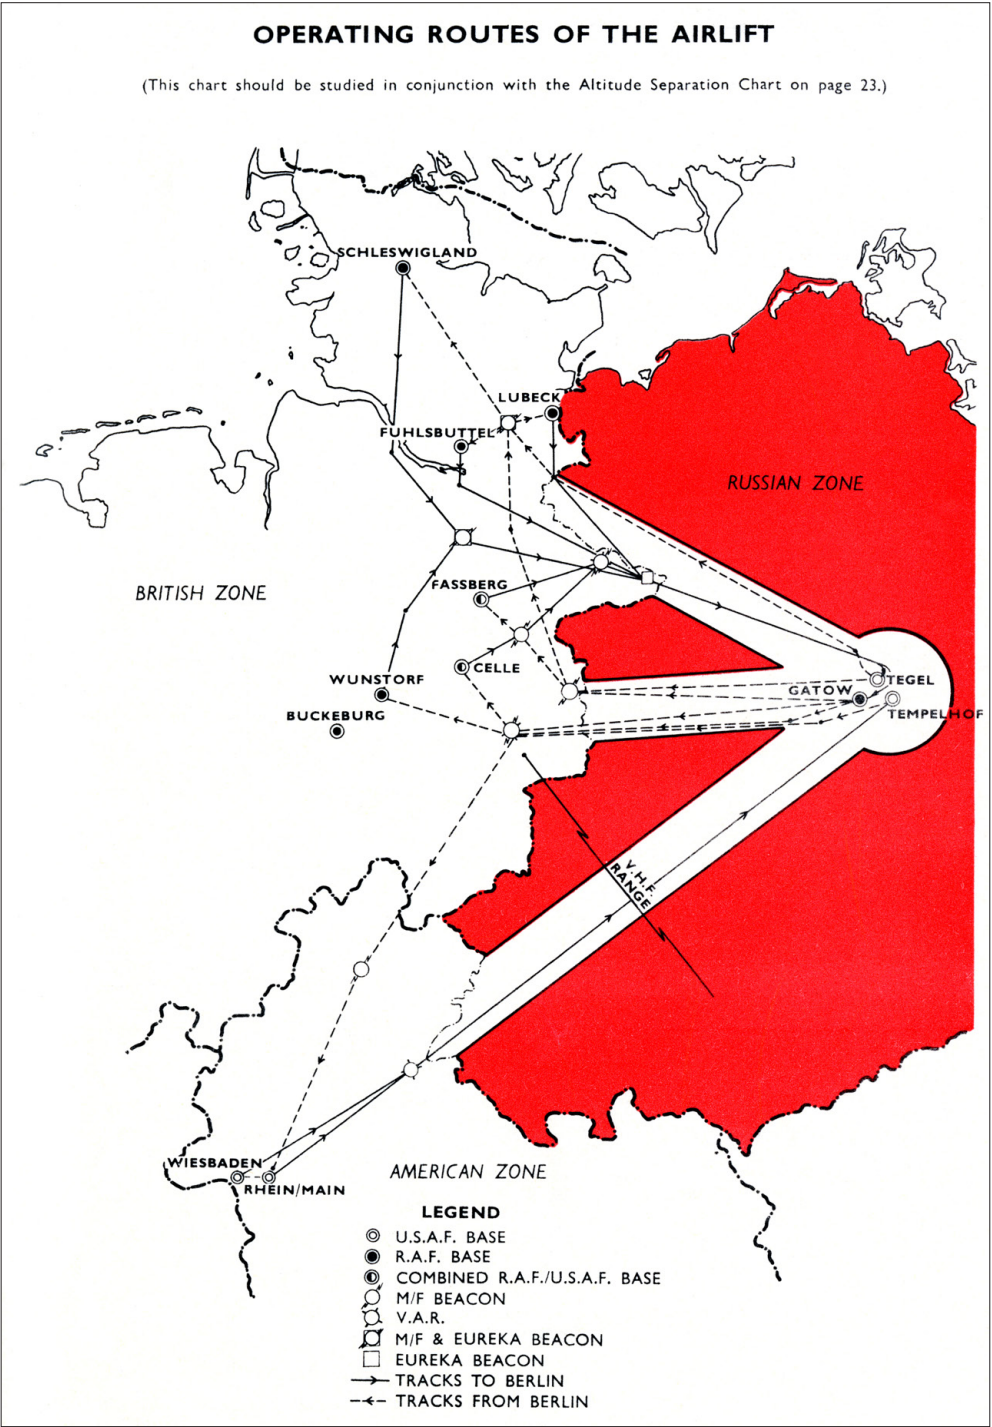 OPERATING ROUTES OF THE AIRLIFT
(This chart should be studied in conjunction with the Altitude Separation Chart on page 23.)
SCHLESWIGLAND
LUBECK
FUHLSBUTTEL
RUSSIAN ZONE
BRITISH ZONE
FASSBERG
CELLE
WUNSTORF
TEGEL
GATOW
BUCKEBURG
TEMPELHOF
V.H.F.
RANGE
WIESBADEN
RHEIN/MAIN
AMERICAN ZONE
LEGEND
U.S.A.F. BASE
R.A.F. BASE
COMBINED R.A.F./U.S.A.F. BASE
M/F BEACON
V.A.R.
M/F & EUREKA BEACON
EUREKA BEACON
TRACKS TO BERLIN
TRACKS FROM BERLIN